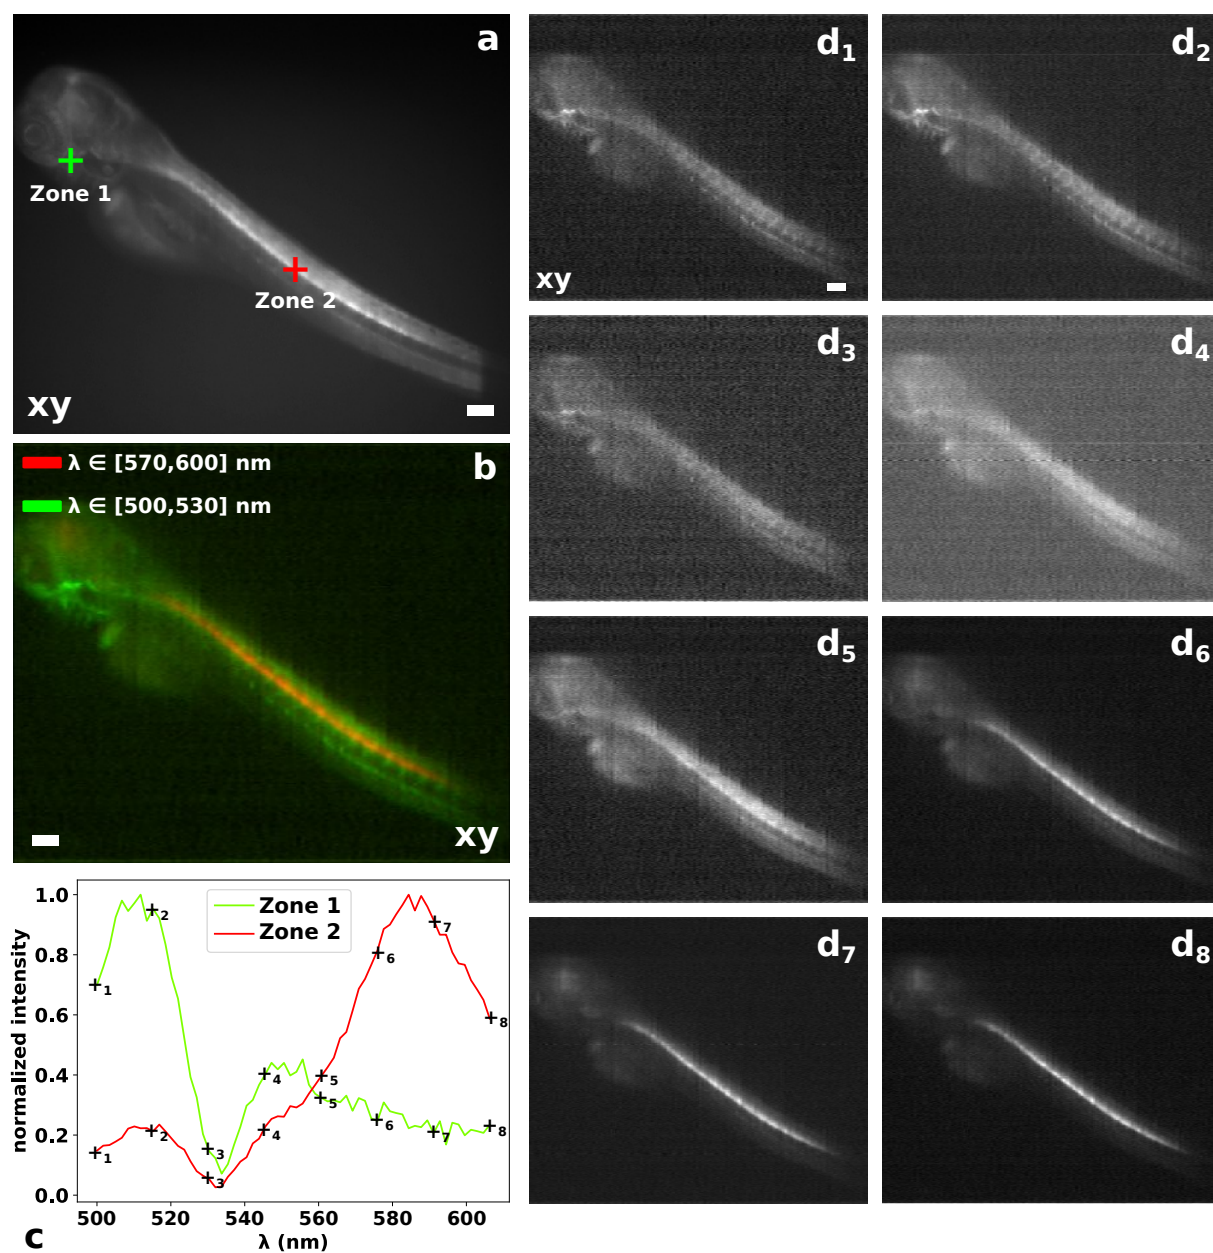 a
Zone 1
Zone 2
xy
λ ∈ [570,600] nm
b
λ ∈ [500,530] nm
xy
1.0
0.8
0.6
0.4
0.2
0.0
normalized intensity
Zone 1
Zone 2
1
2
3
4
5
6
7
8
1
2
3
4
5
6
7
8
500
520
540
560
580
600
λ (nm)
c
d1
xy
d2
d3
d4
d5
d6
d7
d8